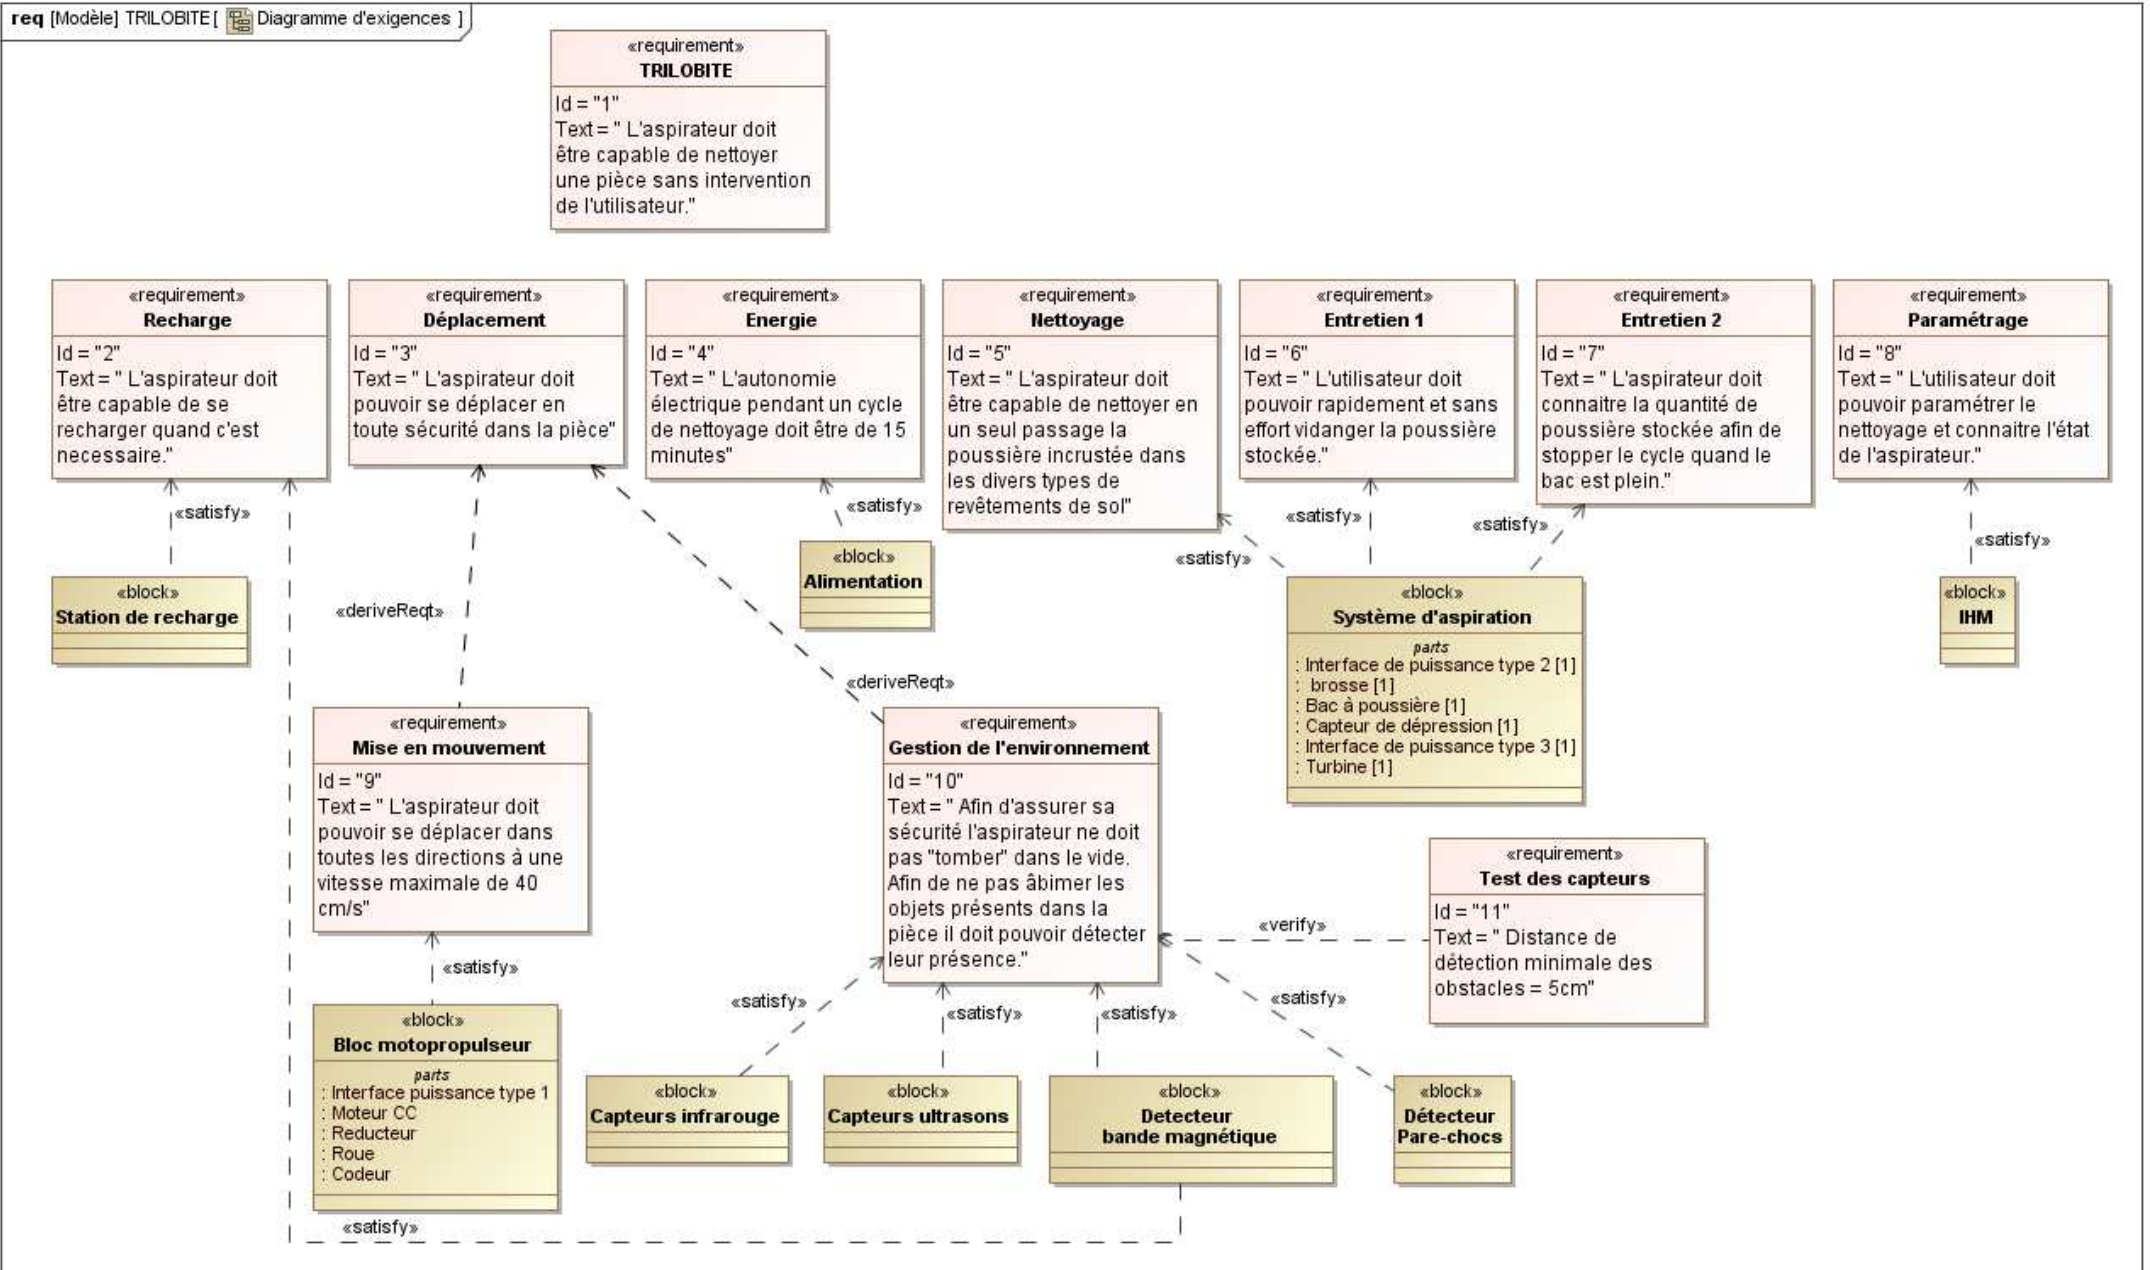 req [Modèle] TRILOBITE [ Diagramme d'exigences ]
«requirement»
TRILOBITE
Id = "1"
Text = " L'aspirateur doit
être capable de nettoyer
une pièce sans intervention
de l'utilisateur."
«requirement»
Recharge
Id = "2"
Text = " L'aspirateur doit
être capable de se
recharger quand c'est
necessaire."
«requirement»
Déplacement
Id = "3"
Text = " L'aspirateur doit
pouvoir se déplacer en
toute sécurité dans la pièce"
«requirement»
Energie
Id = "4"
Text = " L'autonomie
électrique pendant un cycle
de nettoyage doit être de 15
minutes"
«requirement»
Nettoyage
Id = "5"
Text = " L'aspirateur doit
être capable de nettoyer en
un seul passage la
poussière incrustée dans
les divers types de
revêtements de sol"
«requirement»
Entretien 1
Id = "6"
Text = " L'utilisateur doit
pouvoir rapidement et sans
effort vidanger la poussière
stockée."
«requirement»
Entretien 2
Id = "7"
Text = " L'aspirateur doit
connaitre la quantité de
poussière stockée afin de
stopper le cycle quand le
bac est plein."
«requirement»
Paramétrage
Id = "8"
Text = " L'utilisateur doit
pouvoir paramétrer le
nettoyage et connaitre l'état
de l'aspirateur."
«satisfy»
«satisfy»
«satisfy»
«satisfy»
«satisfy»
«satisfy»
«block»
Station de recharge
«block»
Alimentation
«block»
Système d'aspiration
parts
: Interface de puissance type 2 [1]
: brosse [1]
: Bac à poussière [1]
: Capteur de dépression [1]
: Interface de puissance type 3 [1]
: Turbine [1]
«block»
IHM
«deriveReqt»
«deriveReqt»
«requirement»
Mise en mouvement
Id = "9"
Text = " L'aspirateur doit
pouvoir se déplacer dans
toutes les directions à une
vitesse maximale de 40
cm/s"
«requirement»
Gestion de l'environnement
Id = "10"
Text = " Afin d'assurer sa
sécurité l'aspirateur ne doit
pas "tomber" dans le vide.
Afin de ne pas âbimer les
objets présents dans la
pièce il doit pouvoir détecter
leur présence."
«requirement»
Test des capteurs
Id = "11"
Text = " Distance de
détection minimale des
obstacles = 5cm"
«verify»
«satisfy»
«satisfy»
«satisfy»
«satisfy»
«satisfy»
«block»
Bloc motopropulseur
parts
: Interface puissance type 1
: Moteur CC
: Reducteur
: Roue
: Codeur
«block»
Capteurs infrarouge
«block»
Capteurs ultrasons
«block»
Detecteur
bande magnétique
«block»
Détecteur
Pare-chocs
«satisfy»